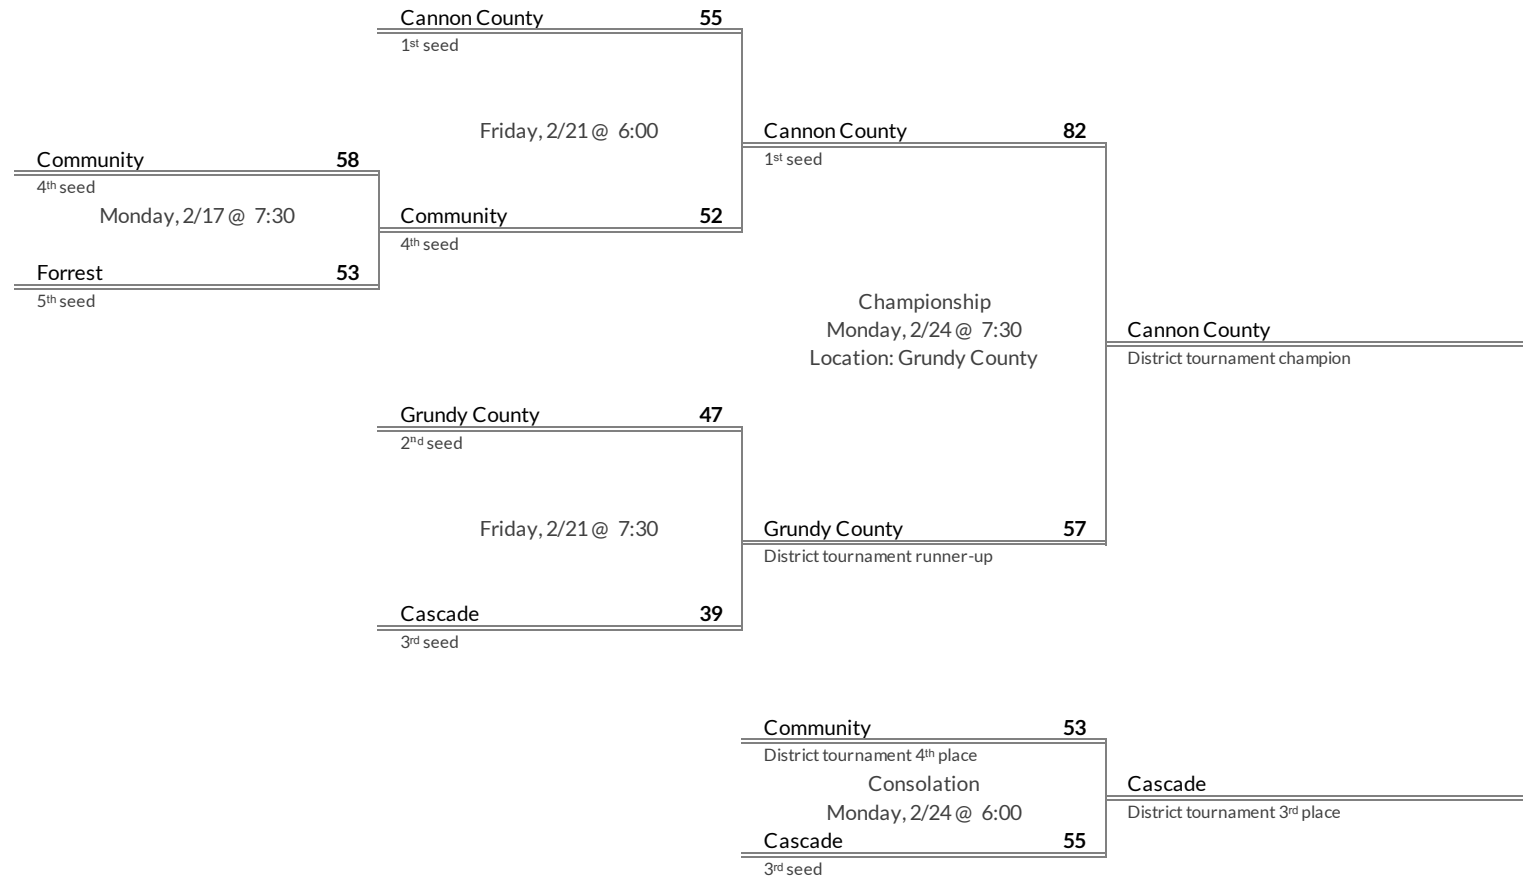 Cannon County 55
1st seed
Friday, 2/21 @ 6:00
Cannon County 82
1st seed
Community 58
4th seed
Monday, 2/17 @ 7:30
Community 52
4th seed
Forrest 53
5th seed
Championship
Monday, 2/24 @ 7:30
Location: Grundy County
Cannon County
District tournament champion
Grundy County 47
2nd seed
Friday, 2/21 @ 7:30
Grundy County 57
District tournament runner-up
Cascade 39
3rd seed
Community 53
District tournament 4th place
Consolation
Monday, 2/24 @ 6:00
Cascade
District tournament 3rd place
Cascade 55
3rd seed